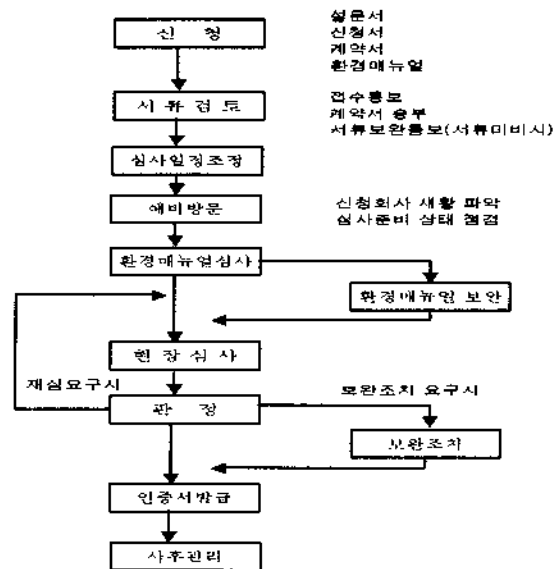 신 청
설문서
신청서
계약서
환경매뉴얼
서 류 검 토
접수통보
계약서 송부
서류보완통보(서류미비시)
심사일정조정
예비방문
신청회사 새황 파악
심사준비 상태 점검
환경매뉴얼심사
환경매뉴얼 보안
현 장 심 사
재심요구시
판 정
보완조치 요구시
보완조치
인증서발급
사후관리